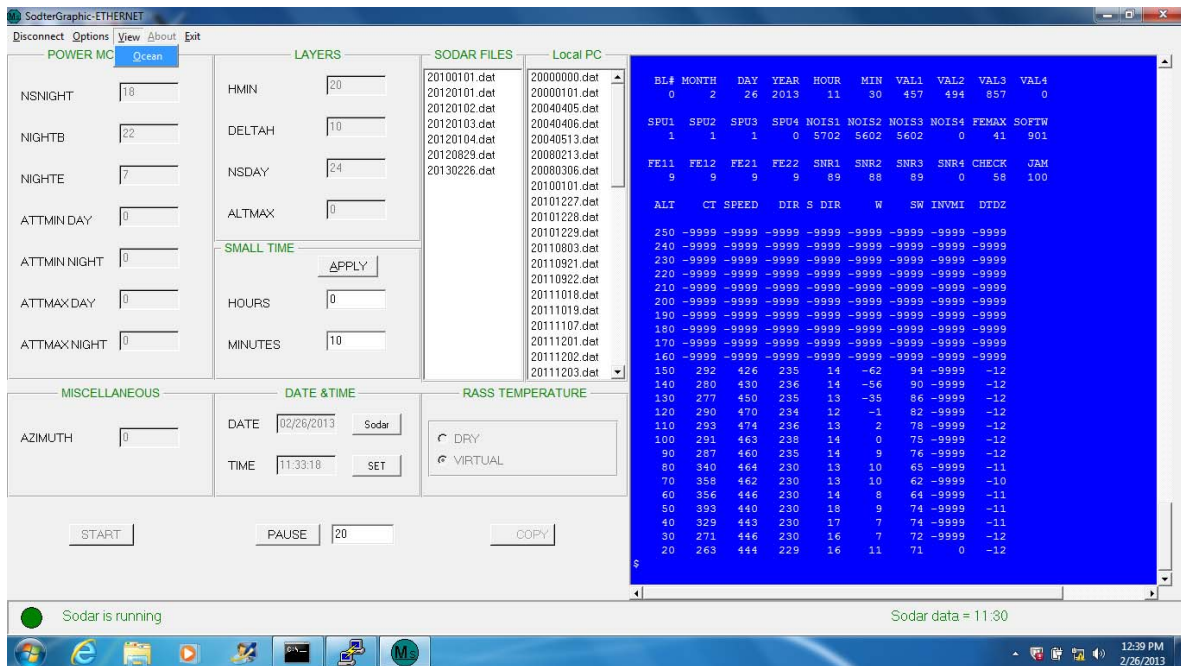 SodterGraphic-ETHERNET
Disconnect Options View About Exit
Ocean
POWER MC
NSNIGHT 18
NIGHTB 22
NIGHTE 7
ATTMIN DAY 0
ATTMIN NIGHT 0
ATTMAX DAY 0
ATTMAX NIGHT 0
LAYERS
HMIN 20
DELTAH 10
NSDAY 24
ALTMAX 0
SMALL TIME
APPLY
HOURS 0
MINUTES 10
SODAR FILES
20100101.dat
20120101.dat
20120102.dat
20120103.dat
20120104.dat
20120829.dat
20130226.dat
Local PC
20000000.dat
20000101.dat
20040405.dat
20040406.dat
20040513.dat
20080213.dat
20080306.dat
20100101.dat
20101227.dat
20101228.dat
20101229.dat
20110803.dat
20110921.dat
20110922.dat
20111018.dat
20111019.dat
20111107.dat
20111201.dat
20111202.dat
20111203.dat
MISCELLANEOUS
AZIMUTH 0
DATE &TIME
DATE 02/26/2013 Sodar
TIME 11:33:18 SET
RASS TEMPERATURE
DRY
VIRTUAL
START
PAUSE 20
COPY
BL# MONTH DAY YEAR HOUR MIN VAL1 VAL2 VAL3 VAL4
0 2 26 2013 11 30 457 494 857 0
SPU1 SPU2 SPU3 SPU4 NOIS1 NOIS2 NOIS3 NOIS4 FEMAX SOFTW
1 1 1 0 5702 5602 5602 0 41 901
FE11 FE12 FE21 FE22 SNR1 SNR2 SNR3 SNR4 CHECK JAM
9 9 9 9 89 88 89 0 58 100
ALT CT SPEED DIR S DIR W SW INVMI DTDZ
250 -9999 -9999 -9999 -9999 -9999 -9999 -9999 -9999
240 -9999 -9999 -9999 -9999 -9999 -9999 -9999 -9999
230 -9999 -9999 -9999 -9999 -9999 -9999 -9999 -9999
220 -9999 -9999 -9999 -9999 -9999 -9999 -9999 -9999
210 -9999 -9999 -9999 -9999 -9999 -9999 -9999 -9999
200 -9999 -9999 -9999 -9999 -9999 -9999 -9999 -9999
190 -9999 -9999 -9999 -9999 -9999 -9999 -9999 -9999
180 -9999 -9999 -9999 -9999 -9999 -9999 -9999 -9999
170 -9999 -9999 -9999 -9999 -9999 -9999 -9999 -9999
160 -9999 -9999 -9999 -9999 -9999 -9999 -9999 -9999
150 292 426 235 14 -62 94 -9999 -12
140 280 430 236 14 -56 90 -9999 -12
130 277 450 235 13 -35 86 -9999 -12
120 290 470 234 12 -1 82 -9999 -12
110 293 474 236 13 2 78 -9999 -12
100 291 463 238 14 0 75 -9999 -12
90 287 460 235 14 9 76 -9999 -12
80 340 464 230 13 10 65 -9999 -11
70 358 462 230 13 10 62 -9999 -10
60 356 446 230 14 8 64 -9999 -11
50 393 440 230 18 9 74 -9999 -11
40 329 443 230 17 7 74 -9999 -11
30 271 446 230 16 7 72 -9999 -12
20 263 444 229 16 11 71 0 -12
$
Sodar is running
Sodar data = 11:30
Ms
12:39 PM
2/26/2013